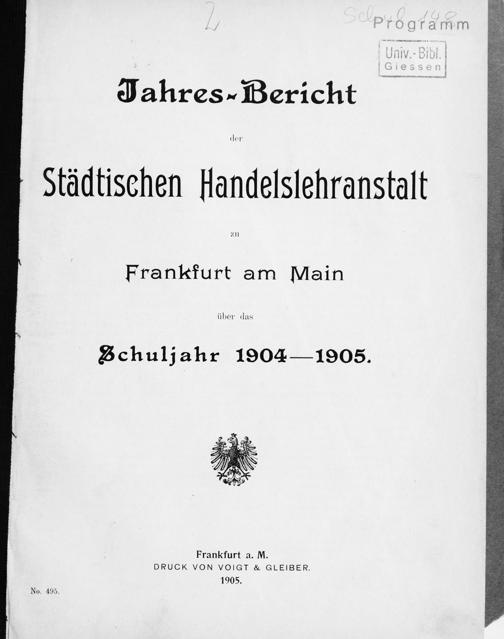 2
Programm
Univ.-Bibl.
Giessen
Jahres-Bericht
der
Städtischen Handelslehranstalt
zu
Frankfurt am Main
über das
Schuljahr 1904—1905.
Frankfurt a. M.
DRUCK VON VOIGT & GLEIBER.
1905.
No. 495.